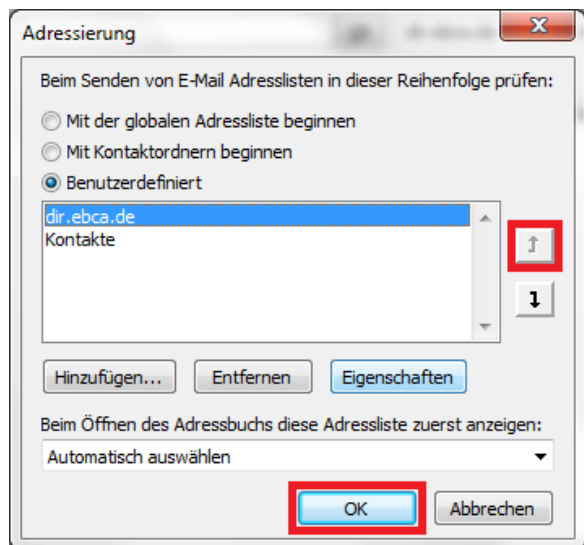 Adressierung
Beim Senden von E-Mail Adresslisten in dieser Reihenfolge prüfen:
Mit der globalen Adressliste beginnen
Mit Kontaktordnern beginnen
Benutzerdefiniert
dir.ebca.de
Kontakte
Hinzufügen... Entfernen Eigenschaften
Beim Öffnen des Adressbuchs diese Adressliste zuerst anzeigen:
Automatisch auswählen
OK Abbrechen